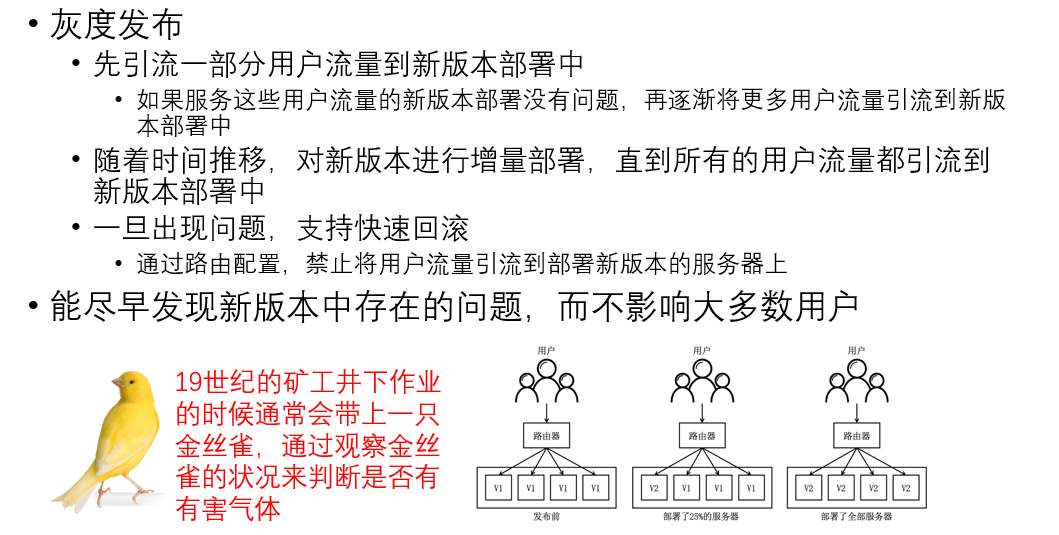 • 灰度发布
• 先引流一部分用户流量到新版本部署中
• 如果服务这些用户流量的新版本部署没有问题，再逐渐将更多用户流量引流到新版
本部署中
• 随着时间推移，对新版本进行增量部署，直到所有的用户流量都引流到
新版本部署中
• 一旦出现问题，支持快速回滚
• 通过路由配置，禁止将用户流量引流到部署新版本的服务器上
• 能尽早发现新版本中存在的问题，而不影响大多数用户
19世纪的矿工井下作业
的时候通常会带上一只
金丝雀，通过观察金丝
雀的状况来判断是否有
有害气体
用户
路由器
V1 V1 V1 V1
发布前
用户
路由器
V2 V1 V1 V1
部署了25%的服务器
用户
路由器
V2 V2 V2 V2
部署了全部服务器